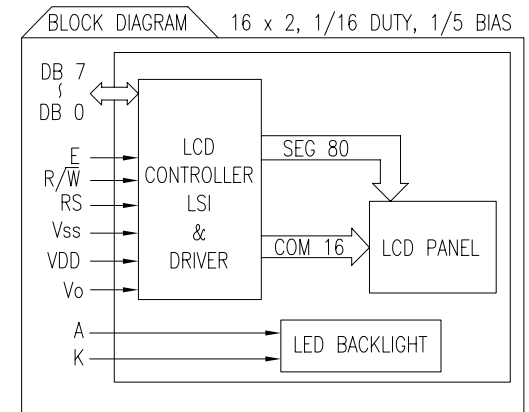 BLOCK DIAGRAM 16 x 2, 1/16 DUTY, 1/5 BIAS
DB 7
~
DB 0
E
R/W̅
RS
Vss
VDD
Vo
A
K
LCD
CONTROLLER
LSI
&
DRIVER
SEG 80
COM 16
LCD PANEL
LED BACKLIGHT